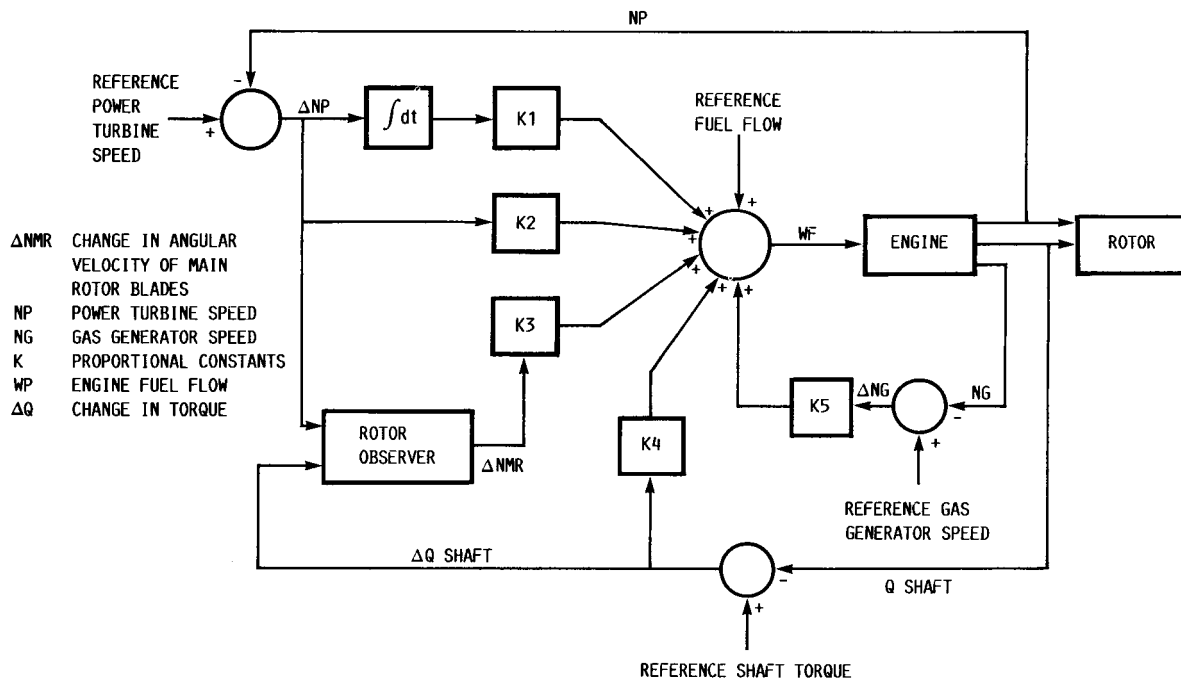 NP
REFERENCE
POWER
TURBINE
SPEED
-
+
ΔNP
∫dt
K1
REFERENCE
FUEL FLOW
K2
+
+
+
+
+
+
WF
ENGINE
ROTOR
ΔNMR CHANGE IN ANGULAR
VELOCITY OF MAIN
ROTOR BLADES
NP POWER TURBINE SPEED
NG GAS GENERATOR SPEED
K PROPORTIONAL CONSTANTS
WP ENGINE FUEL FLOW
ΔQ CHANGE IN TORQUE
K3
ROTOR
OBSERVER
ΔNMR
K4
K5
ΔNG
NG
-
+
REFERENCE GAS
GENERATOR SPEED
ΔQ SHAFT
-
Q SHAFT
+
REFERENCE SHAFT TORQUE